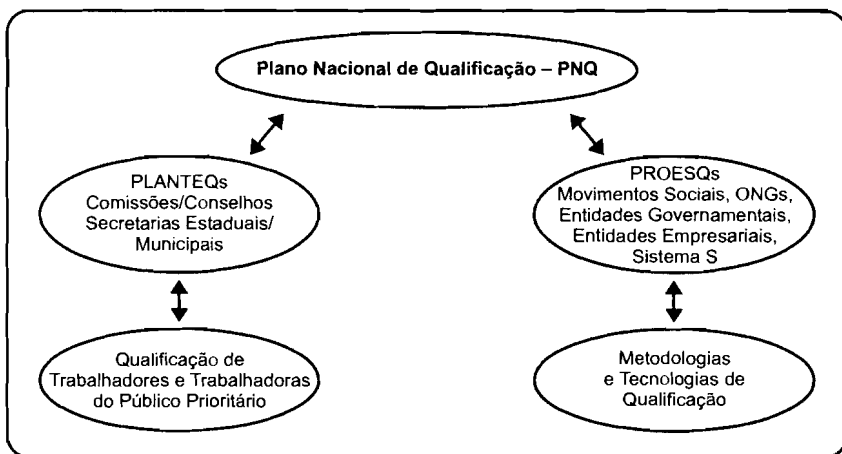 Plano Nacional de Qualificação – PNQ
PLANTEQs
Comissões/Conselhos
Secretarias Estaduais/
Municipais
PROESQs
Movimentos Sociais, ONGs,
Entidades Governamentais,
Entidades Empresariais,
Sistema S
Qualificação de
Trabalhadores e Trabalhadoras
do Público Prioritário
Metodologias
e Tecnologias de
Qualificação